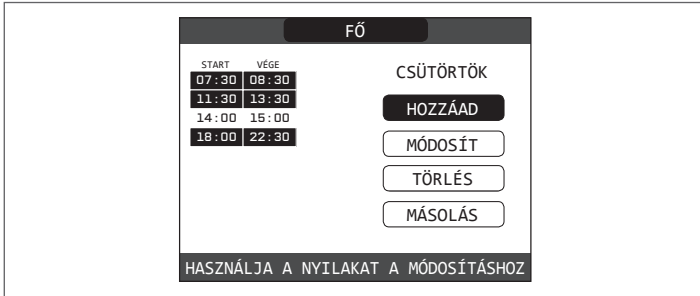 FŐ
START VÉGE
07:30 08:30
11:30 13:30
14:00 15:00
18:00 22:30
CSÜTÖRTÖK
HOZZÁAD
MÓDOSÍT
TÖRLÉS
MÁSOLÁS
HASZNÁLJA A NYILAKAT A MÓDOSÍTÁSHOZ